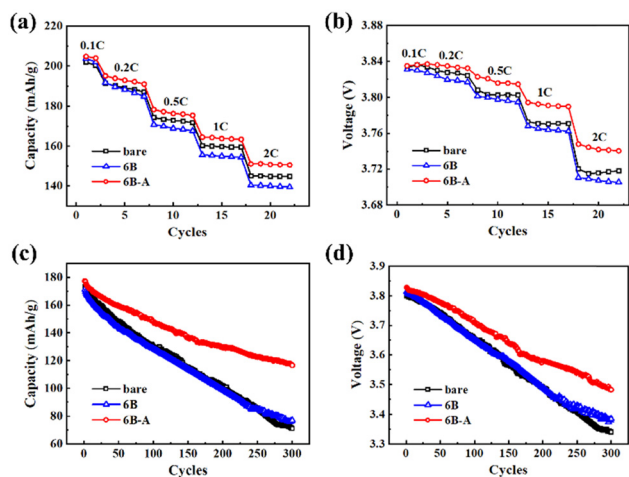 (a)
220
200
180
160
140
Capacity (mAh/g)
0.1C
0.2C
0.5C
1C
2C
bare
6B
6B-A
0 5 10 15 20
Cycles
(b)
3.88
3.84
3.80
3.76
3.72
3.68
Voltage (V)
0.1C 0.2C
0.5C
1C
2C
bare
6B
6B-A
0 5 10 15 20
Cycles
(c)
180
160
140
120
100
80
60
Capacity (mAh/g)
bare
6B
6B-A
0 50 100 150 200 250 300
Cycles
(d)
3.9
3.8
3.7
3.6
3.5
3.4
3.3
Voltage (V)
bare
6B
6B-A
0 50 100 150 200 250 300
Cycles